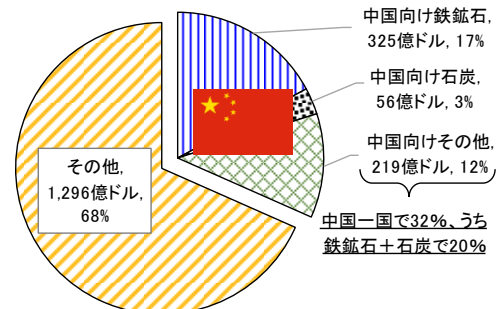 中国向け鉄鉱石,
325億ドル, 17%
中国向け石炭,
56億ドル, 3%
中国向けその他,
219億ドル, 12%
その他,
1,296億ドル,
68%
中国一国で32%、うち
鉄鉱石＋石炭で20%